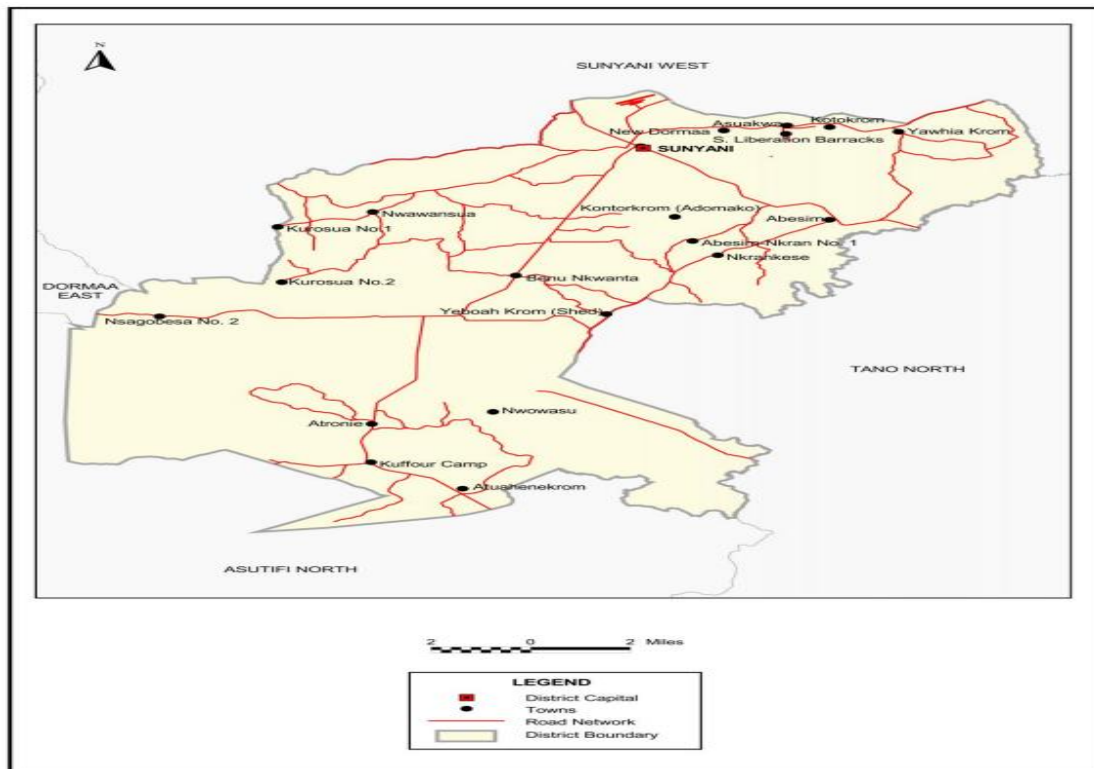 N
SUNYANI WEST
Asuakwa
Kotokrom
New Dormaa
Yawhia Krom
S. Liberation Barracks
SUNYANI
Nwawansua
Kontorkrom (Adomako)
Abesim
Kurosua No.1
Abesim Nkran No. 1
Nkrankese
Benu Nkwanta
Kurosua No.2
DORMAA
EAST
Nsagobesa No. 2
Yeboah Krom (Shed)
TANO NORTH
Nwowasu
Atronie
Kuffour Camp
Atuahenekrom
ASUTIFI NORTH
2 0 2 Miles
LEGEND
District Capital
Towns
Road Network
District Boundary